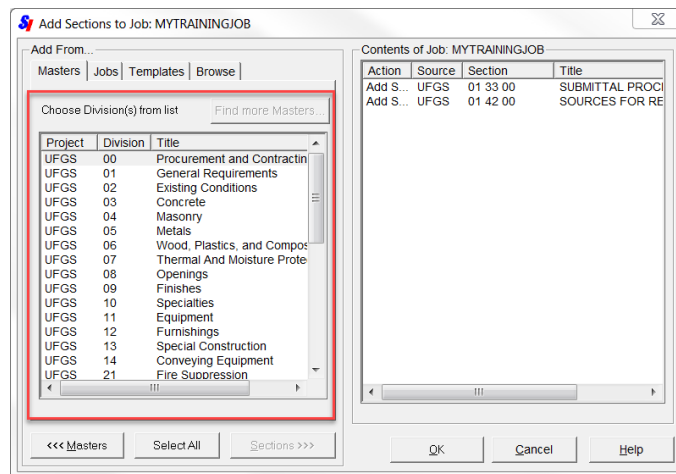 Add Sections to Job: MYTRAININGJOB
Add From...
Masters Jobs Templates Browse
Choose Division(s) from list Find more Masters...
Project Division Title
UFGS 00 Procurement and Contractin
UFGS 01 General Requirements
UFGS 02 Existing Conditions
UFGS 03 Concrete
UFGS 04 Masonry
UFGS 05 Metals
UFGS 06 Wood, Plastics, and Compos
UFGS 07 Thermal And Moisture Prote
UFGS 08 Openings
UFGS 09 Finishes
UFGS 10 Specialties
UFGS 11 Equipment
UFGS 12 Furnishings
UFGS 13 Special Construction
UFGS 14 Conveying Equipment
UFGS 21 Fire Suppression
<<< Masters Select All Sections >>>
Contents of Job: MYTRAININGJOB
Action Source Section Title
Add S... UFGS 01 33 00 SUBMITTAL PROCI
Add S... UFGS 01 42 00 SOURCES FOR RE
OK Cancel Help